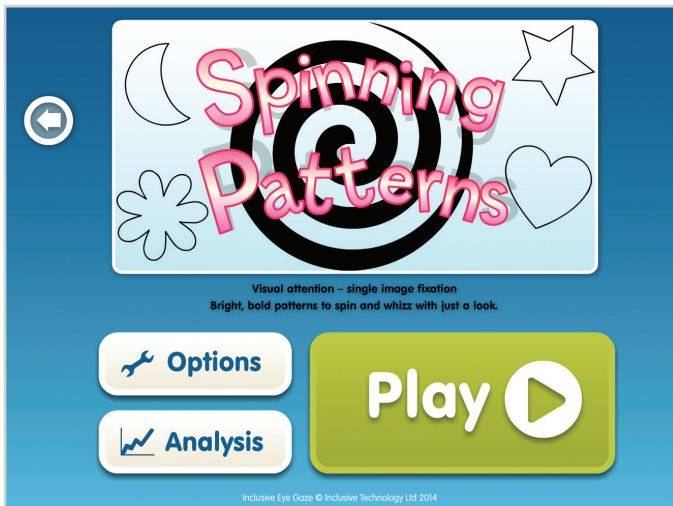 Spinning
Patterns
Visual attention – single image fixation
Bright, bold patterns to spin and whizz with just a look.
Options
Play
Analysis
Inclusive Eye Gaze © Inclusive Technology Ltd 2014